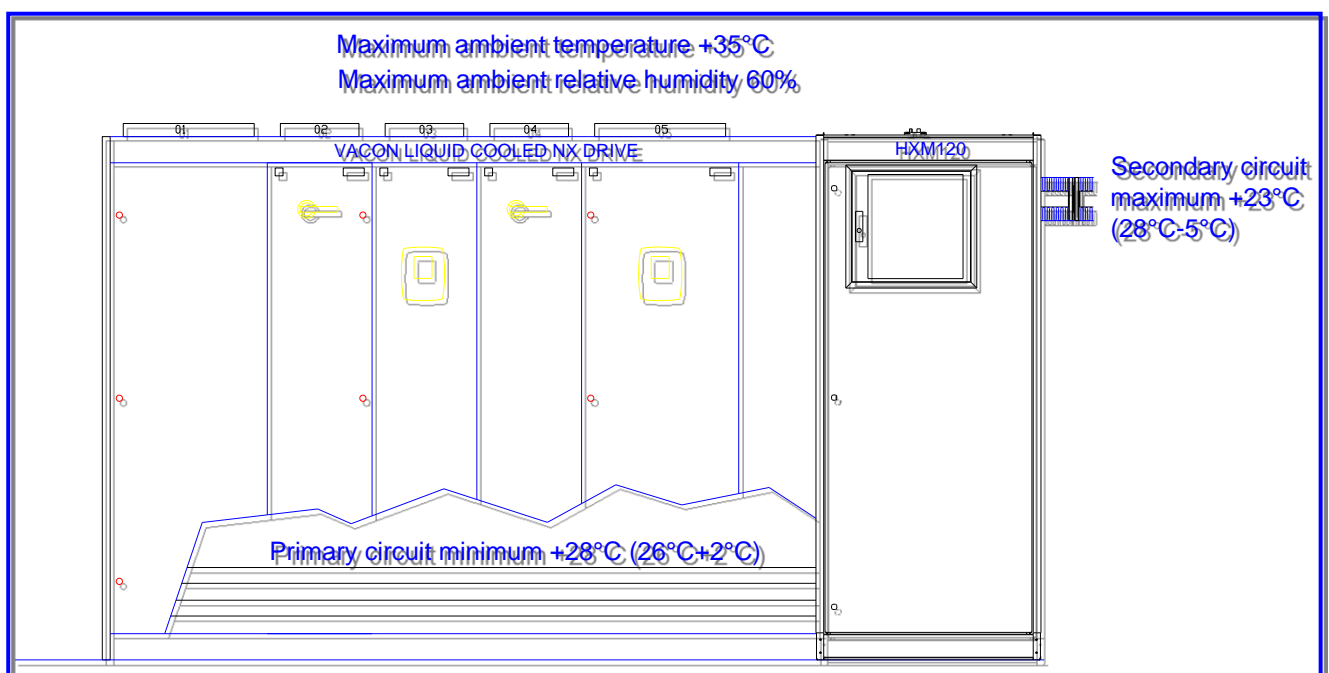 Maximum ambient temperature +35°C
Maximum ambient relative humidity 60%
01 02 03 04 05
VACON LIQUID COOLED NX DRIVE
HXM120
Secondary circuit
maximum +23°C
(28°C-5°C)
Primary circuit minimum +28°C (26°C+2°C)